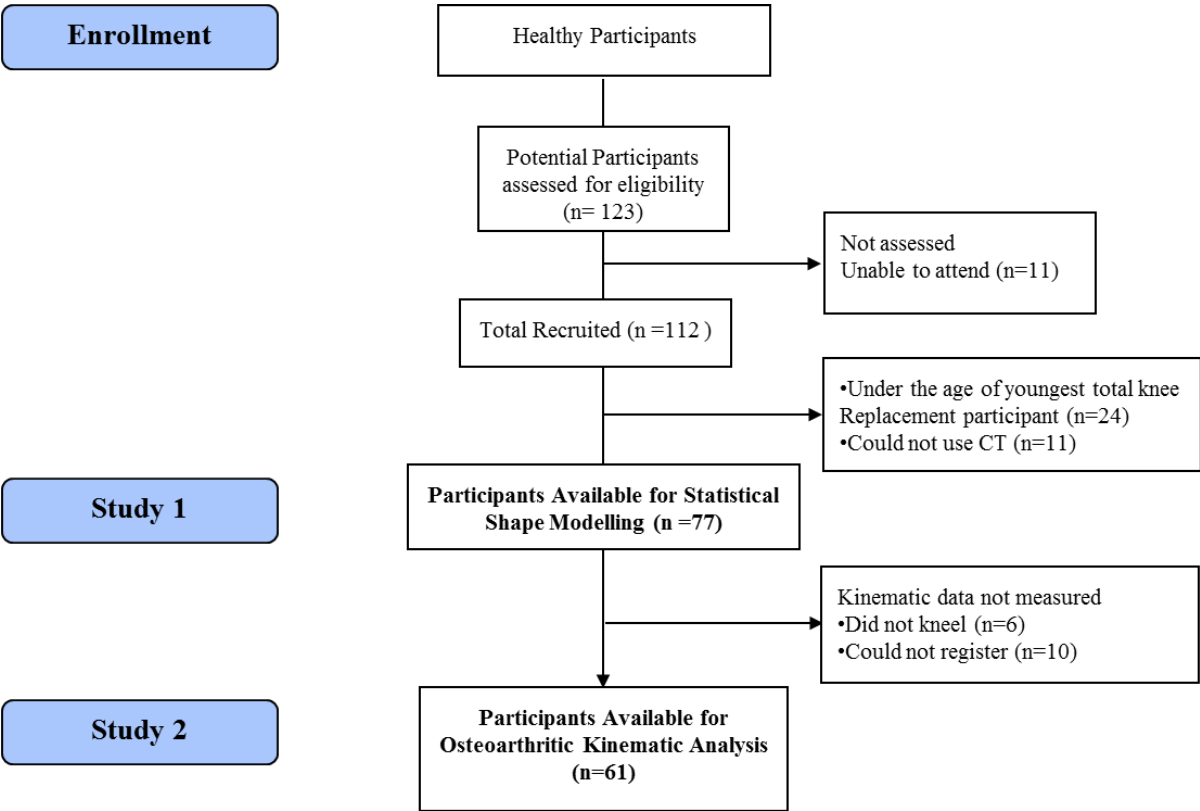 Enrollment
Healthy Participants
Potential Participants
assessed for eligibility
(n= 123)
Not assessed
Unable to attend (n=11)
Total Recruited (n =112 )
•Under the age of youngest total knee
Replacement participant (n=24)
•Could not use CT (n=11)
Study 1
Participants Available for Statistical
Shape Modelling (n =77)
Kinematic data not measured
•Did not kneel (n=6)
•Could not register (n=10)
Study 2
Participants Available for
Osteoarthritic Kinematic Analysis
(n=61)